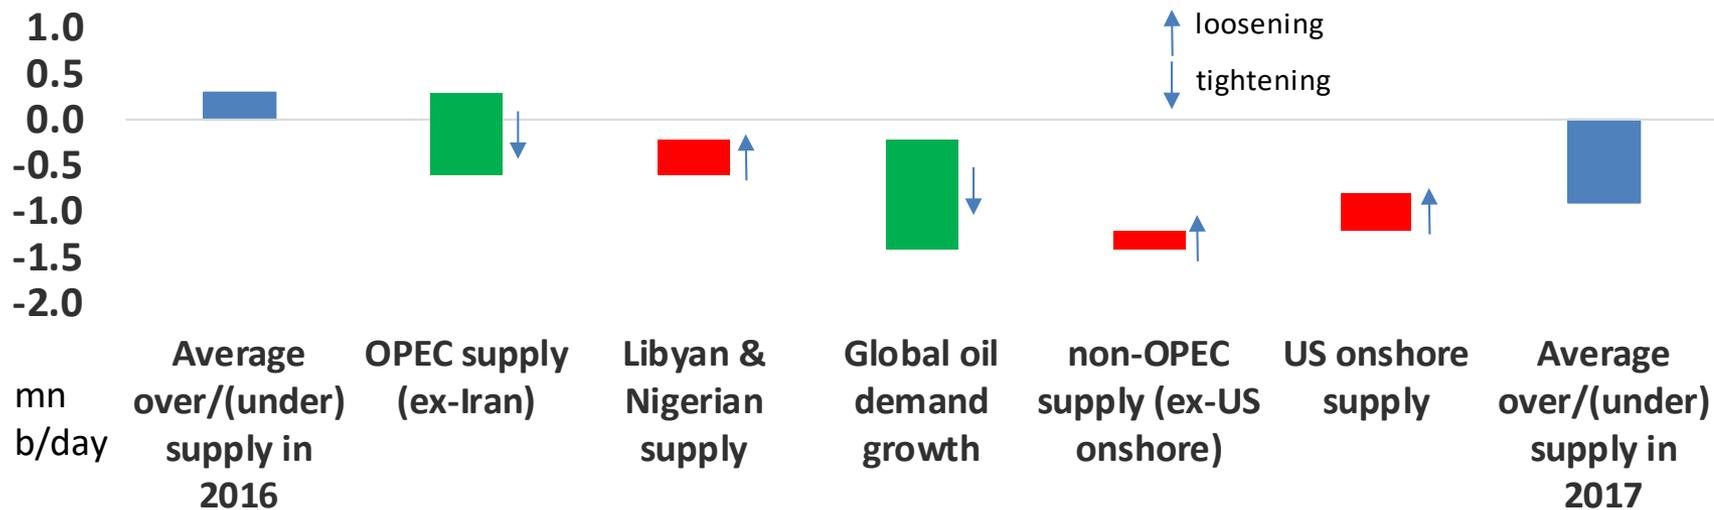 1.0
0.5
0.0
-0.5
-1.0
-1.5
-2.0
loosening
tightening
mn
b/day
Average
over/(under)
supply in
2016
OPEC supply
(ex-Iran)
Libyan &
Nigerian
supply
Global oil
demand
growth
non-OPEC
supply (ex-US
onshore)
US onshore
supply
Average
over/(under)
supply in
2017